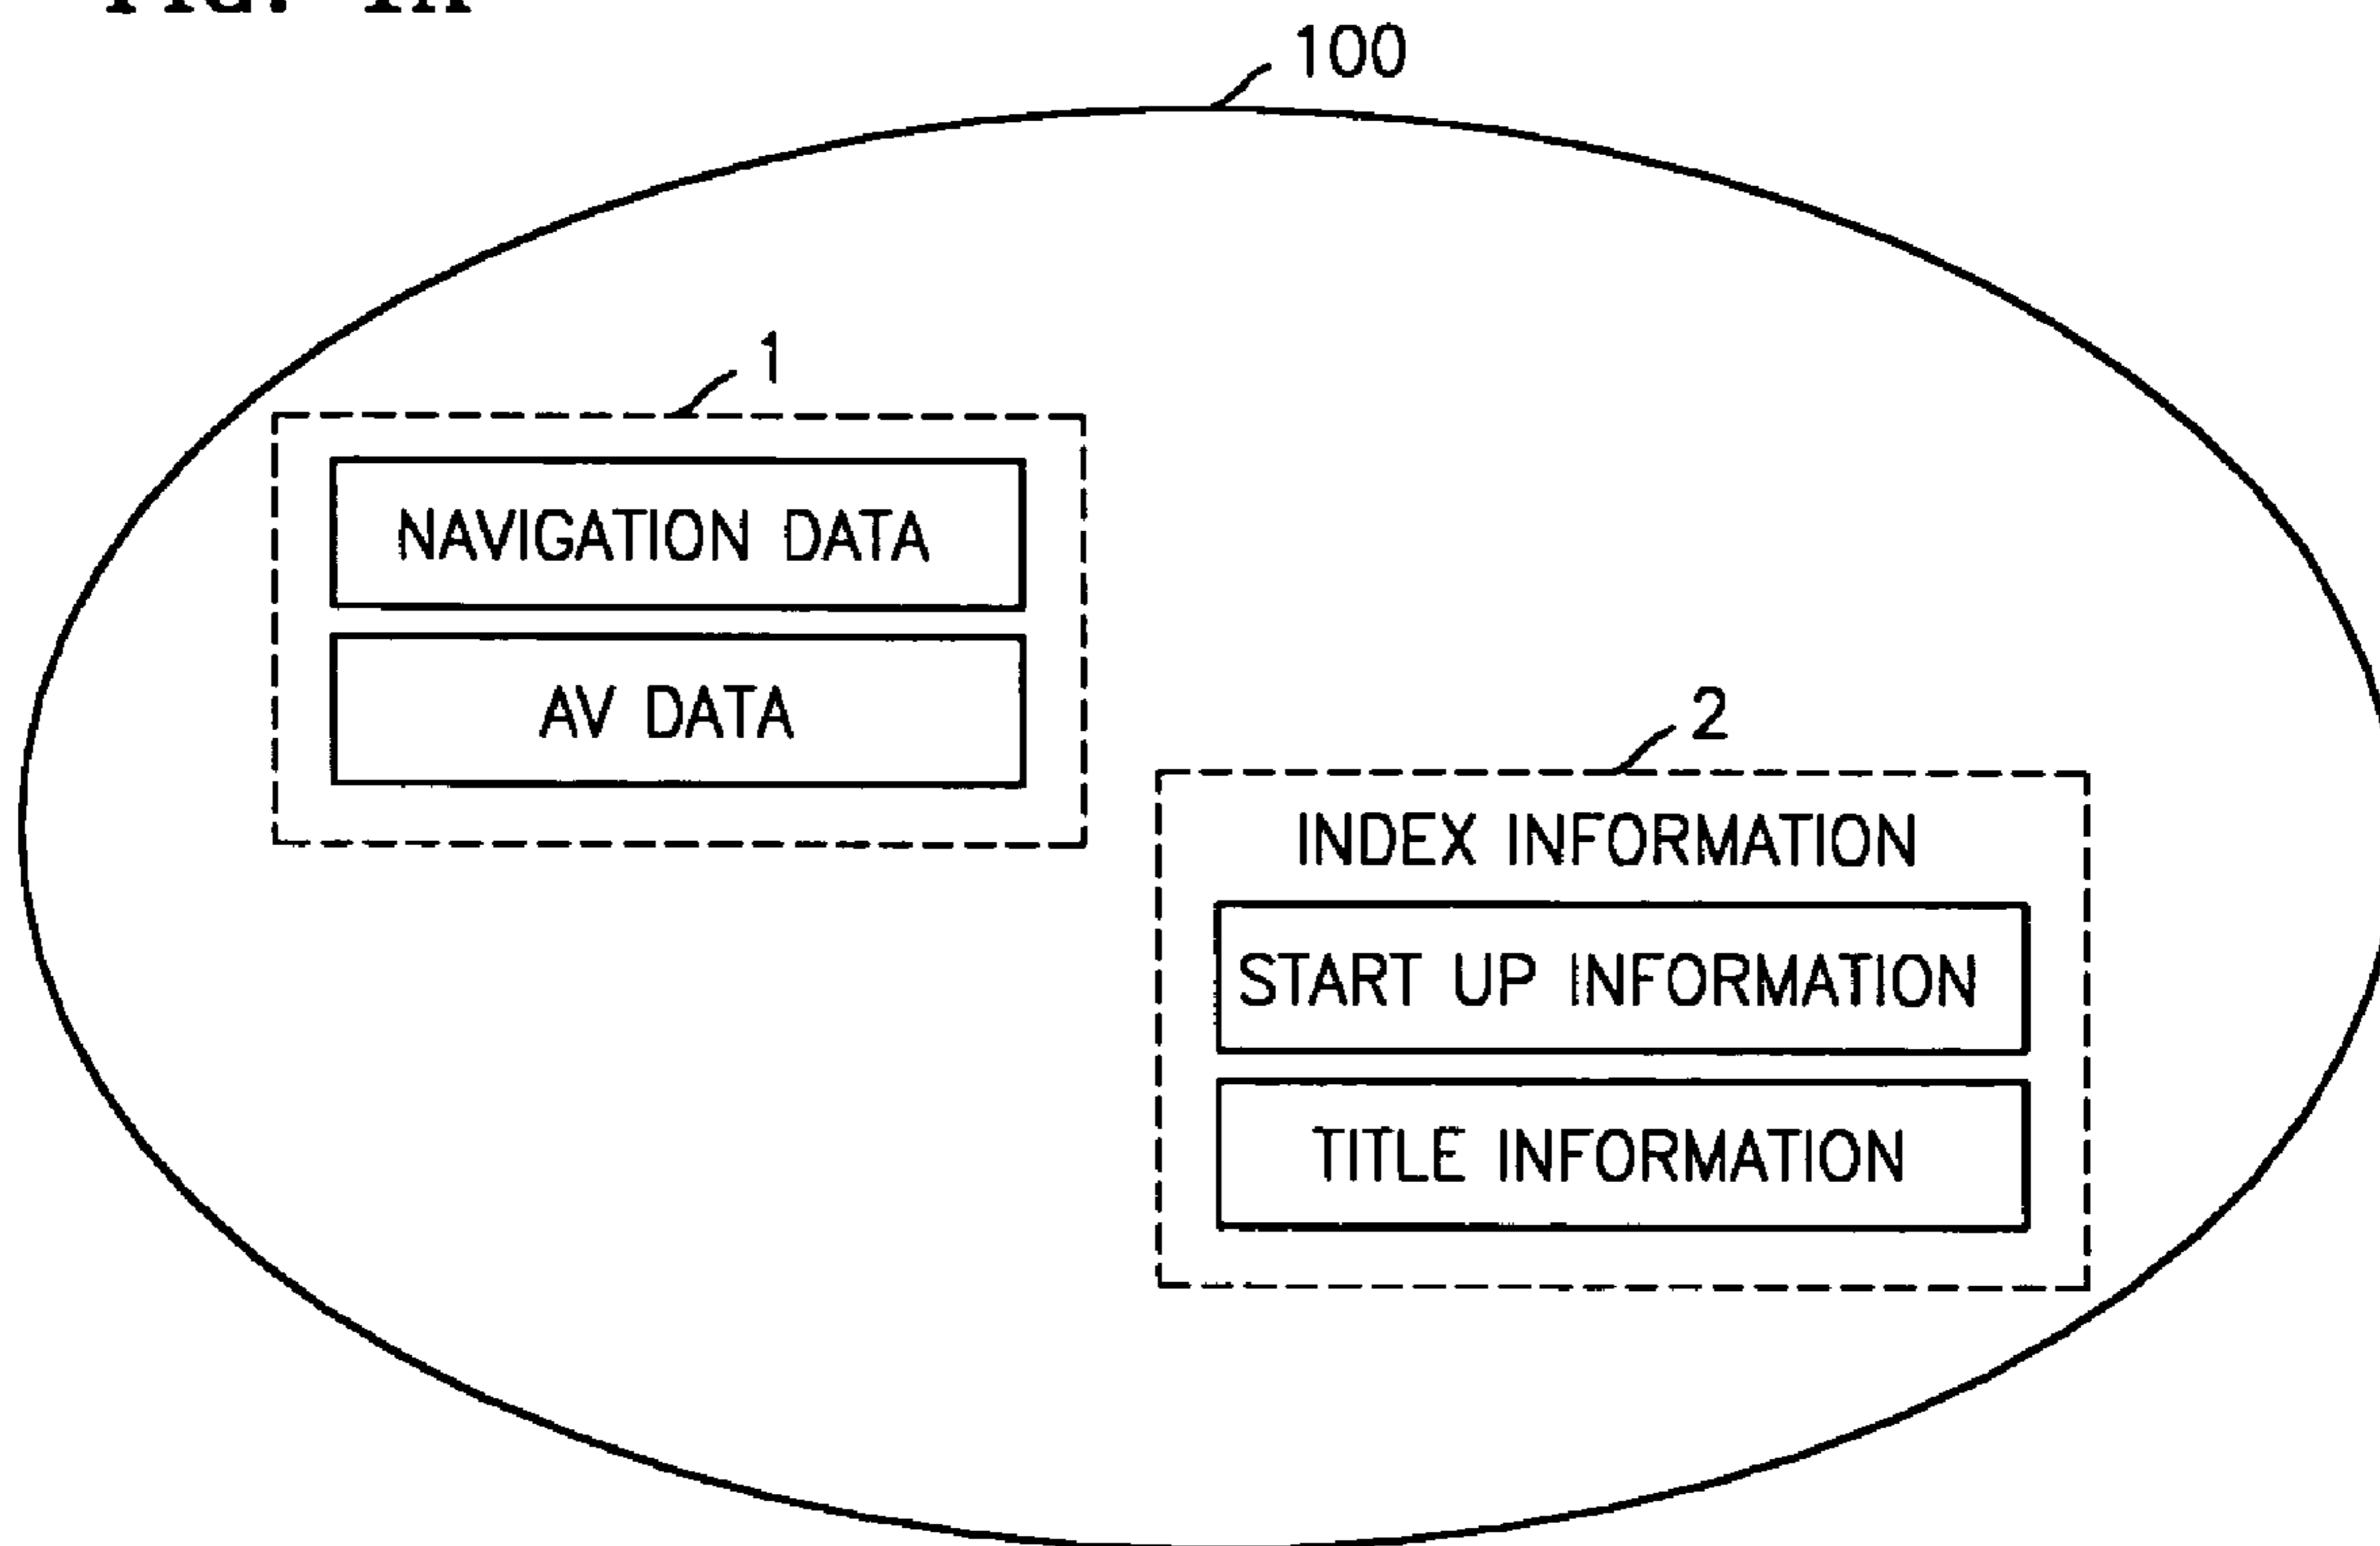 100
1
NAVIGATION DATA
AV DATA
2
INDEX INFORMATION
START UP INFORMATION
TITLE INFORMATION